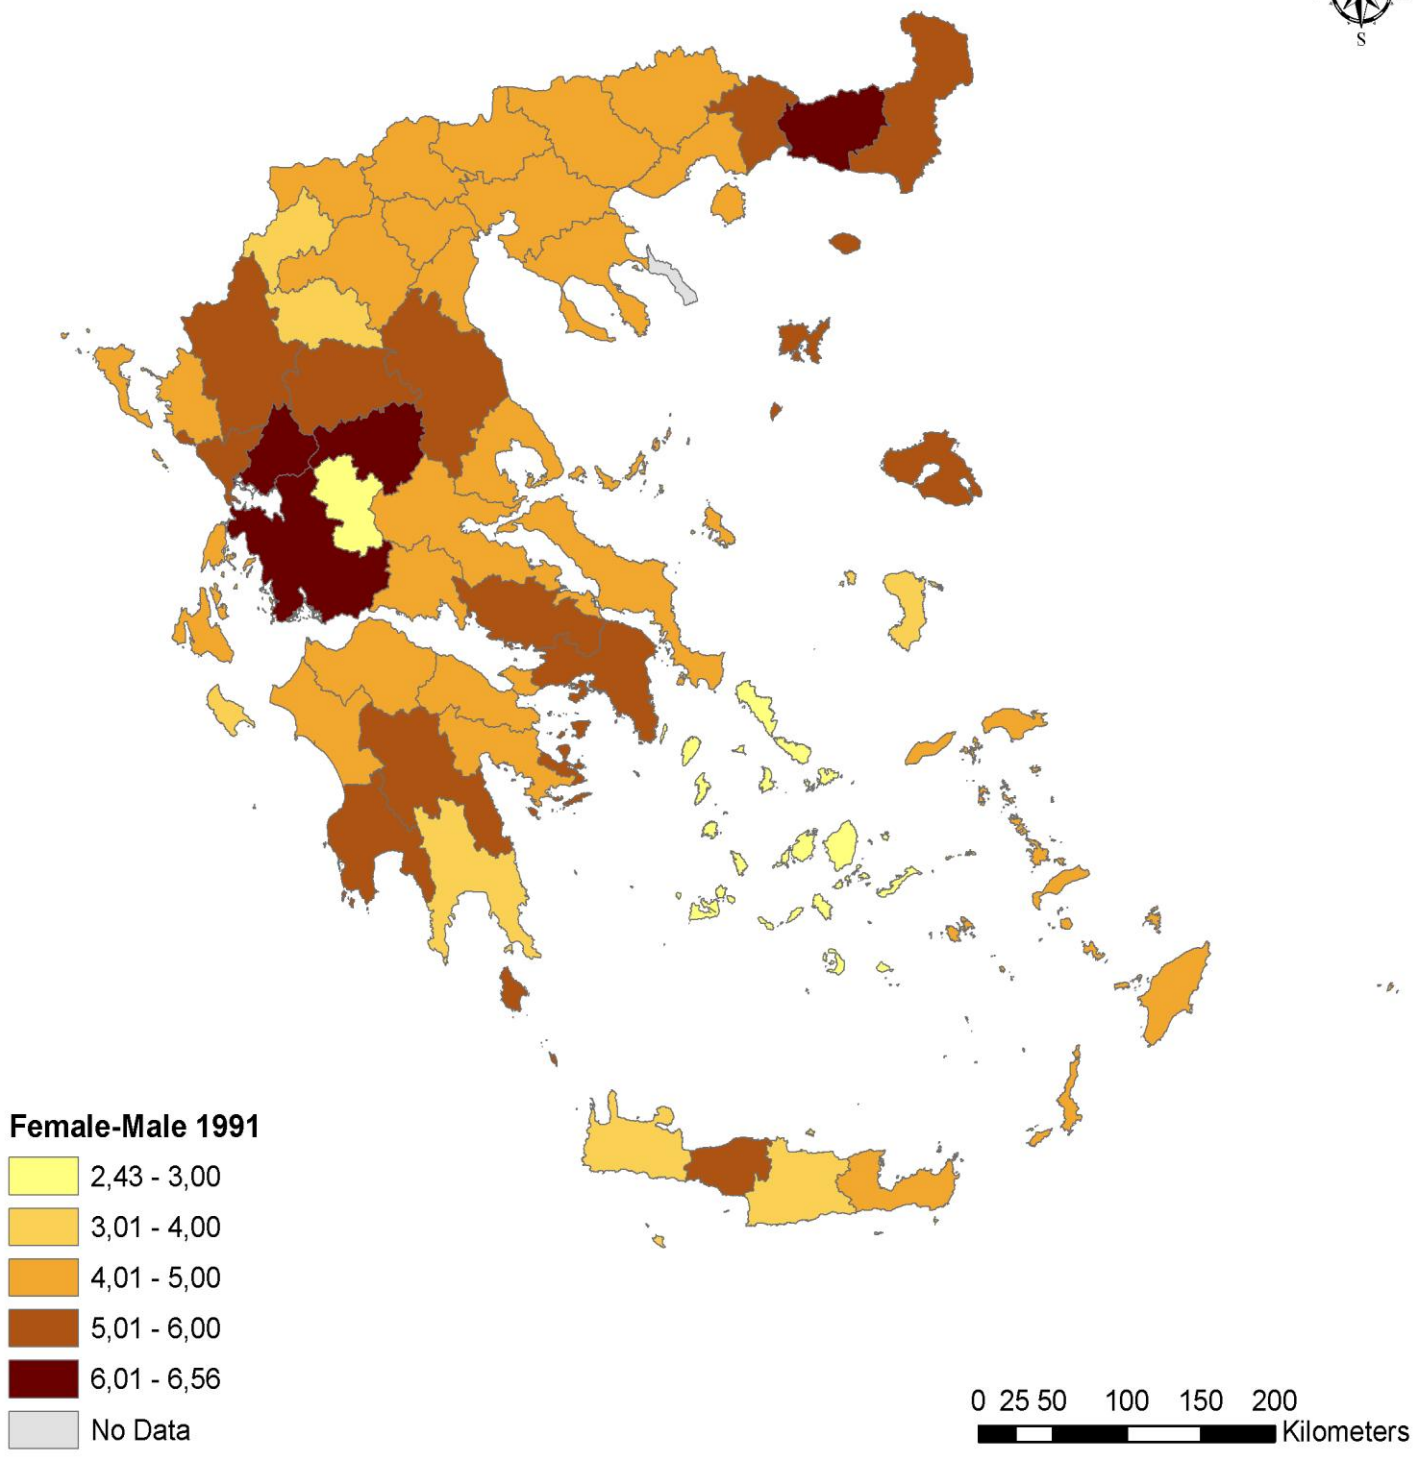 S
Female-Male 1991
2,43 - 3,00
3,01 - 4,00
4,01 - 5,00
5,01 - 6,00
6,01 - 6,56
No Data
0 25 50 100 150 200
Kilometers